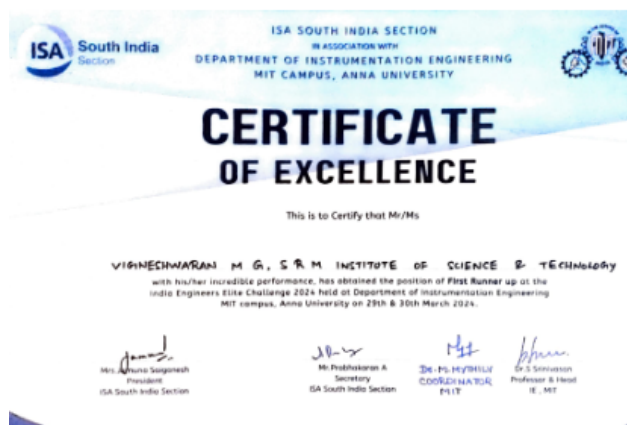 ISA
South India
Section
ISA SOUTH INDIA SECTION
IN ASSOCIATION WITH
DEPARTMENT OF INSTRUMENTATION ENGINEERING
MIT CAMPUS, ANNA UNIVERSITY
CERTIFICATE
OF EXCELLENCE
This is to Certify that Mr/Ms
VIGNESHWARAN M G, S R M INSTITUTE OF SCIENCE & TECHNOLOGY
with his/her incredible performance, has obtained the position of First Runner up at the
India Engineers Elite Challenge 2024 held at Department of Instrumentation Engineering
MIT campus, Anna University on 29th & 30th March 2024.
Mrs.
President
ISA South India Section
Mr. Prabhakaran A
Secretary
ISA South India Section
DR. M. MYTHILY
COORDINATOR
MIT
Dr.S Srinivasan
Professor & Head
IE , MIT